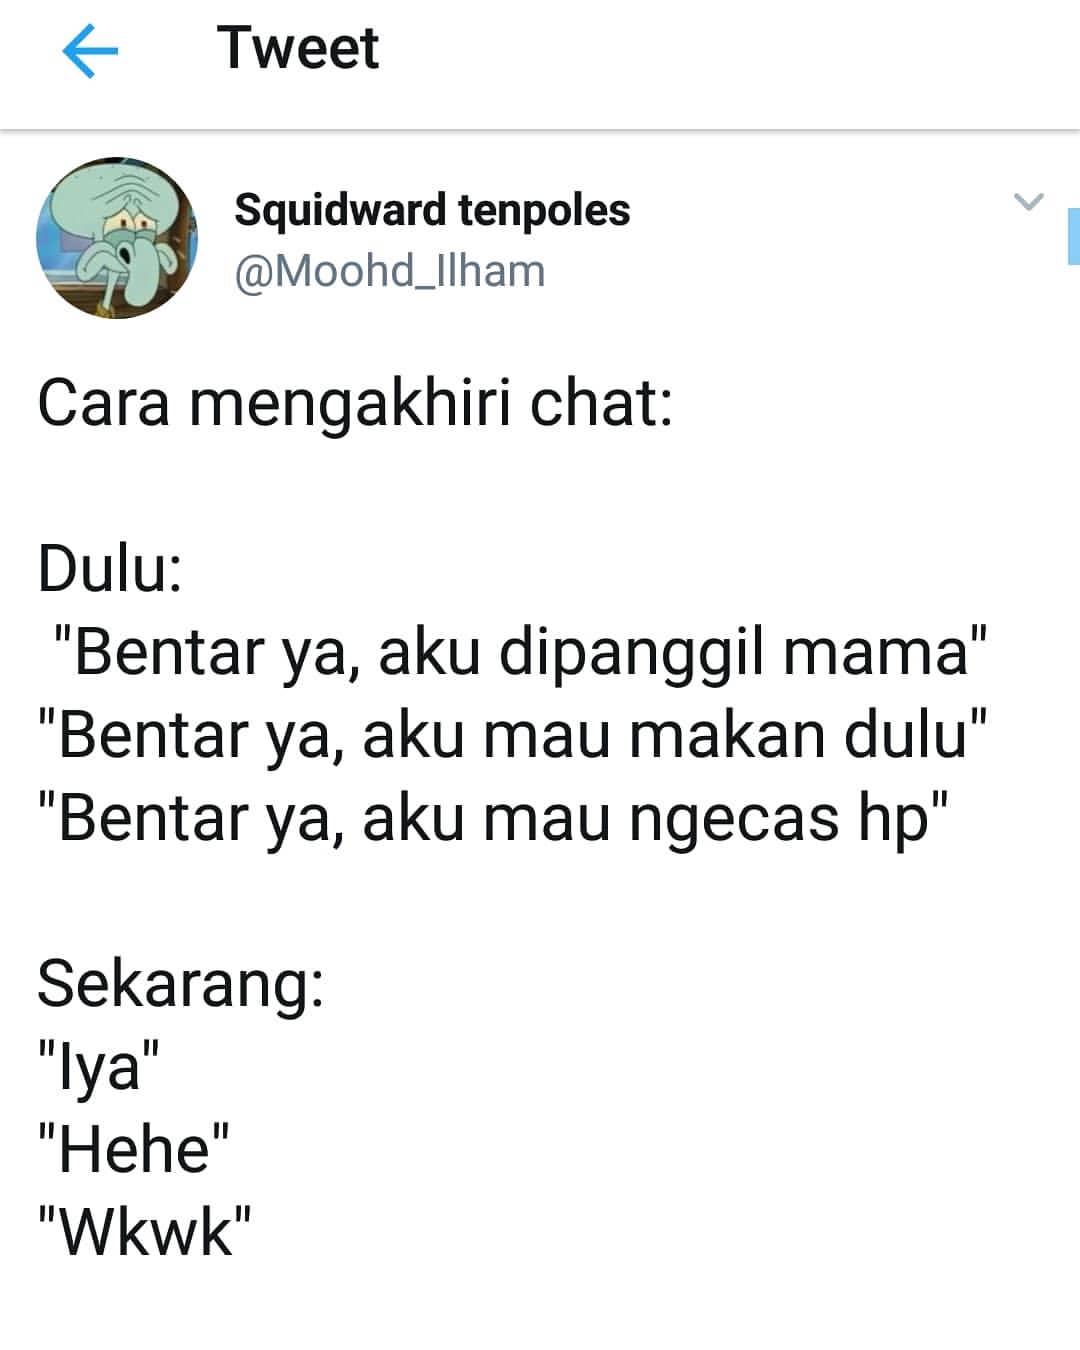 Tweet
Squidward tenpoles
@Moohd_Ilham
Cara mengakhiri chat:
Dulu:
"Bentar ya, aku dipanggil mama"
"Bentar ya, aku mau makan dulu"
"Bentar ya, aku mau ngecas hp"
Sekarang:
"Iya"
"Hehe"
"Wkwk"